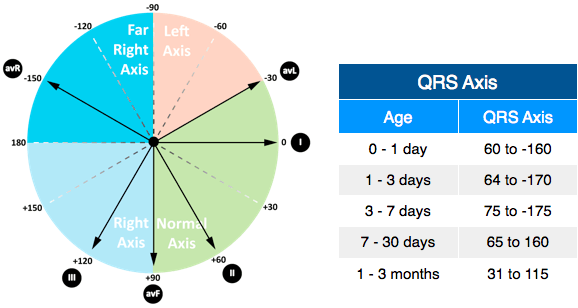 -90
-120
-60
Far
Right
Axis
Left
Axis
avR
-150
-30
avL
180
0
I
+150
+30
Right
Axis
Normal
Axis
+120
+60
III
II
+90
avF
QRS Axis
Age QRS Axis
0 - 1 day 60 to -160
1 - 3 days 64 to -170
3 - 7 days 75 to -175
7 - 30 days 65 to 160
1 - 3 months 31 to 115